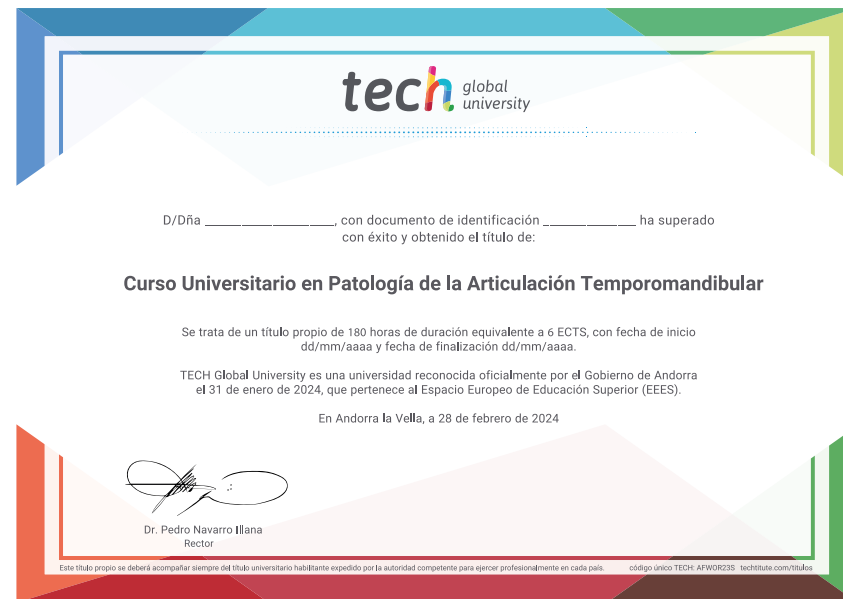 tech global university
D/Dña ____________________, con documento de identificación ______________ ha superado
con éxito y obtenido el título de:
Curso Universitario en Patología de la Articulación Temporomandibular
Se trata de un título propio de 180 horas de duración equivalente a 6 ECTS, con fecha de inicio
dd/mm/aaaa y fecha de finalización dd/mm/aaaa.
TECH Global University es una universidad reconocida oficialmente por el Gobierno de Andorra
el 31 de enero de 2024, que pertenece al Espacio Europeo de Educación Superior (EEES).
En Andorra la Vella, a 28 de febrero de 2024
Dr. Pedro Navarro Illana
Rector
Este título propio se deberá acompañar siempre del título universitario habilitante expedido por la autoridad competente para ejercer profesionalmente en cada país. código único TECH: AFWOR23S techtitute.com/titulos